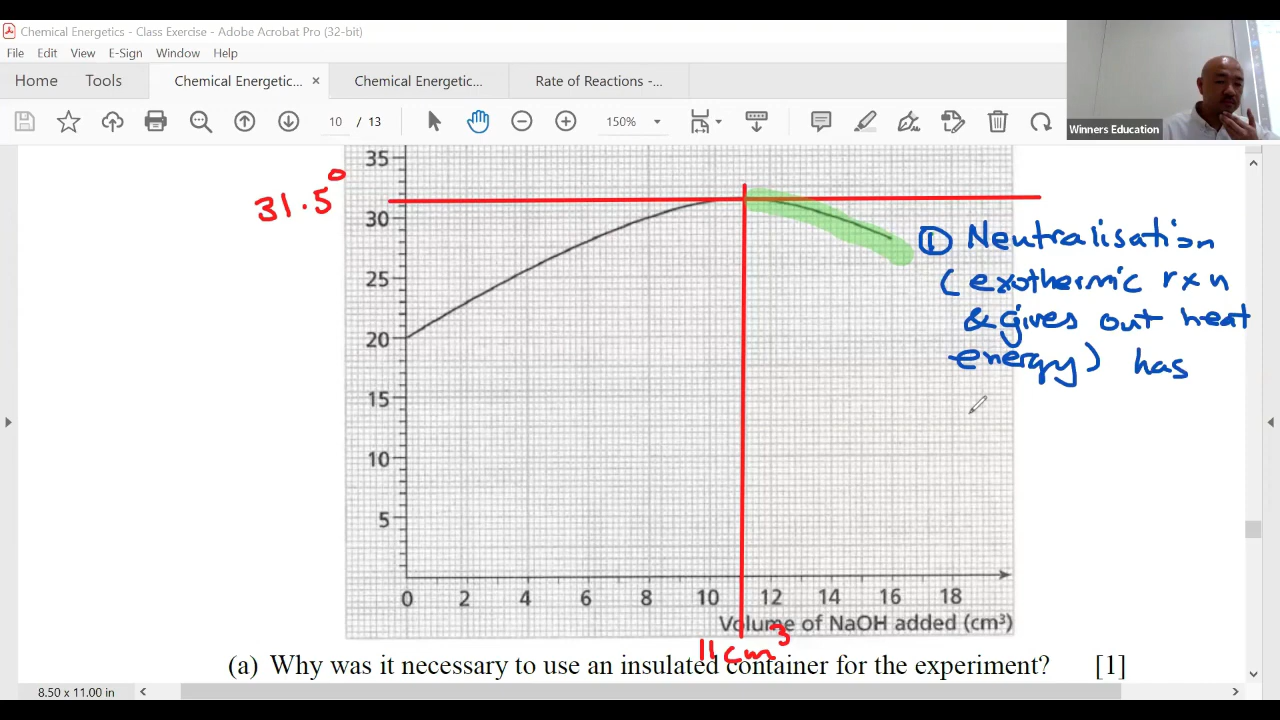 Chemical Energetics - Class Exercise - Adobe Acrobat Pro (32-bit)
File Edit View E-Sign Window Help
Home Tools Chemical Energetic... × Chemical Energetic... Rate of Reactions -...
10 / 13 150%
Winners Education
35
31.5°
30
25
20
15
10
5
① Neutralisation
(exothermic rxn
& gives out heat
energy) has
0 2 4 6 8 10 12 14 16 18
Volume of NaOH added (cm³)
11 cm³
(a) Why was it necessary to use an insulated container for the experiment? [1]
8.50 x 11.00 in